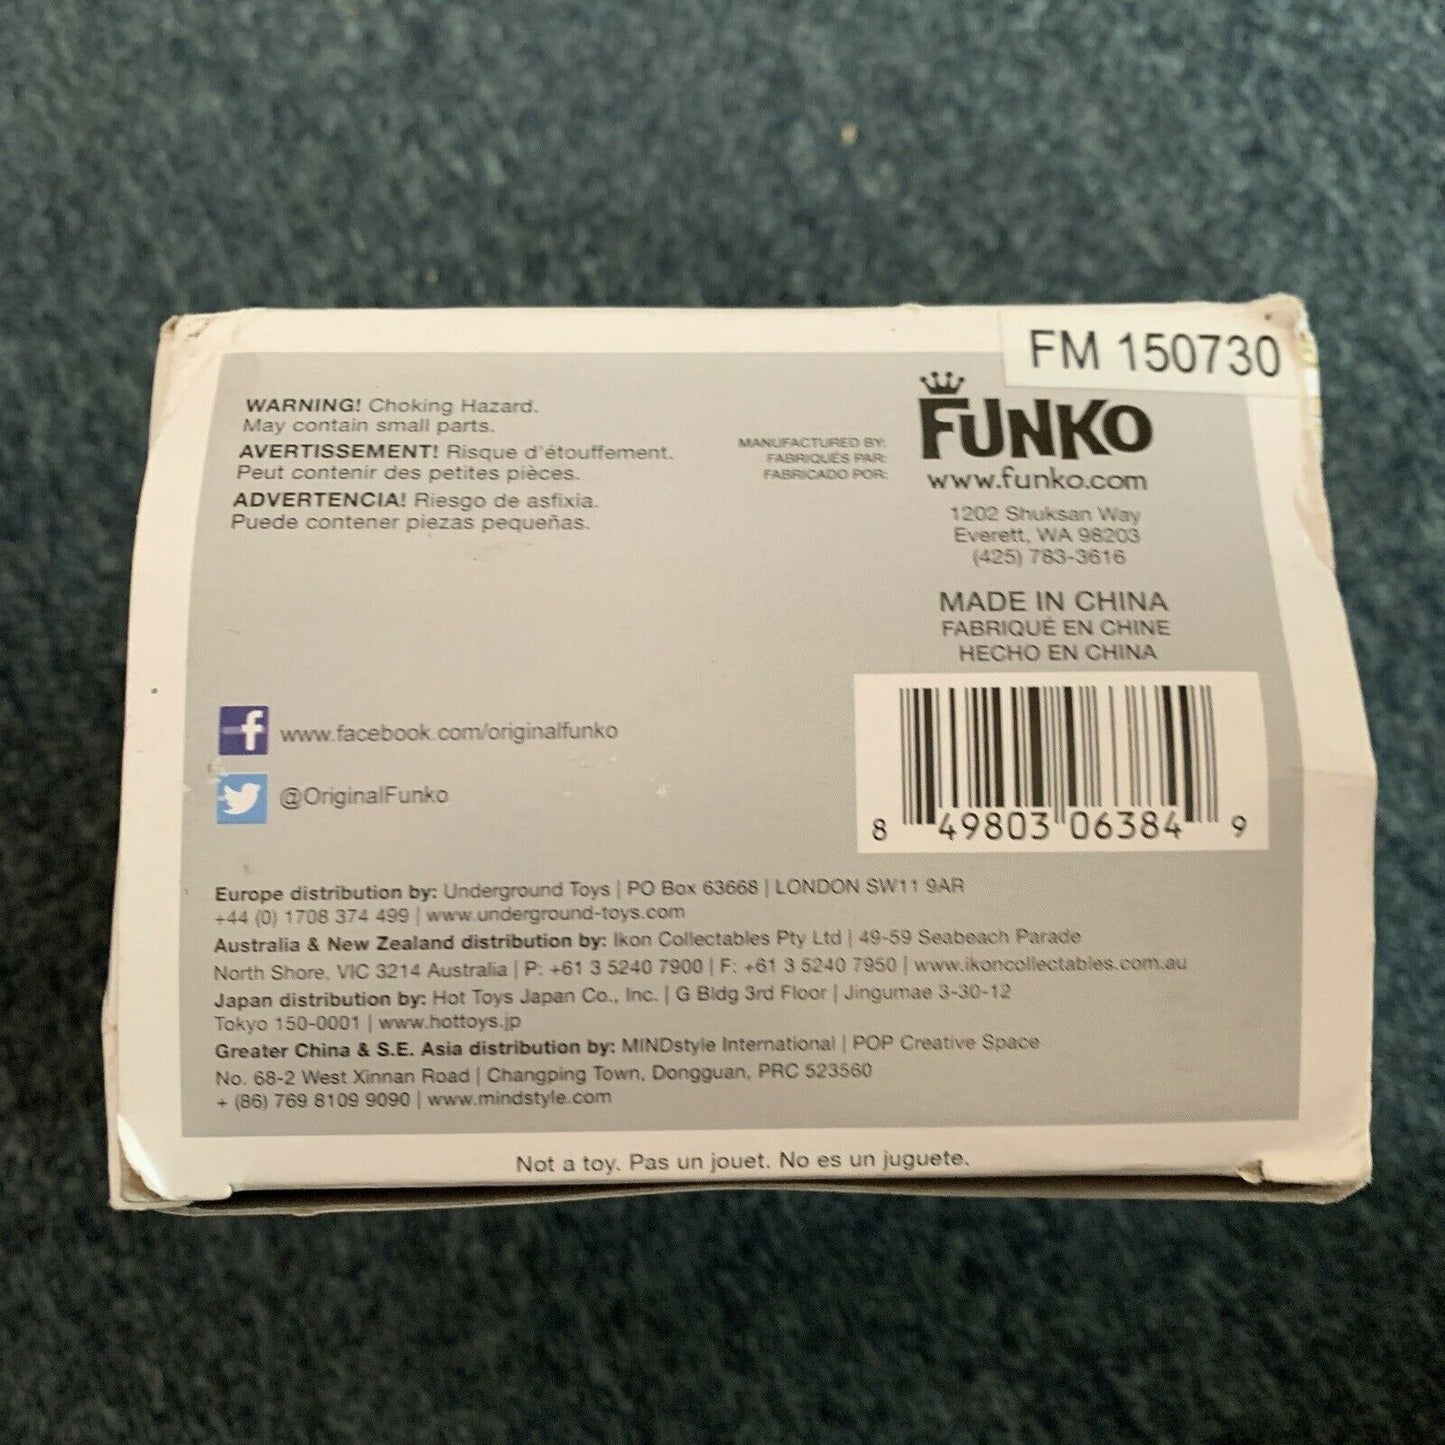 FM 150730
WARNING! Choking Hazard.
May contain small parts.
AVERTISSEMENT! Risque d'étouffement.
Peut contenir des petites pièces.
ADVERTENCIA! Riesgo de asfixia.
Puede contener piezas pequeñas.
MANUFACTURED BY:
FABRIQUÉS PAR:
FABRICADO POR:
FUNKO
www.funko.com
1202 Shuksan Way
Everett, WA 98203
(425) 783-3616
MADE IN CHINA
FABRIQUÉ EN CHINE
HECHO EN CHINA
f www.facebook.com/originalfunko
@OriginalFunko
8 49803 06384 9
Europe distribution by: Underground Toys | PO Box 63668 | LONDON SW11 9AR
+44 (0) 1708 374 499 | www.underground-toys.com
Australia & New Zealand distribution by: Ikon Collectables Pty Ltd | 49-59 Seabeach Parade
North Shore, VIC 3214 Australia | P: +61 3 5240 7900 | F: +61 3 5240 7950 | www.ikoncollectables.com.au
Japan distribution by: Hot Toys Japan Co., Inc. | G Bldg 3rd Floor | Jingumae 3-30-12
Tokyo 150-0001 | www.hottoys.jp
Greater China & S.E. Asia distribution by: MINDstyle International | POP Creative Space
No. 68-2 West Xinnan Road | Changping Town, Dongguan, PRC 523560
+ (86) 769 8109 9090 | www.mindstyle.com
Not a toy. Pas un jouet. No es un juguete.